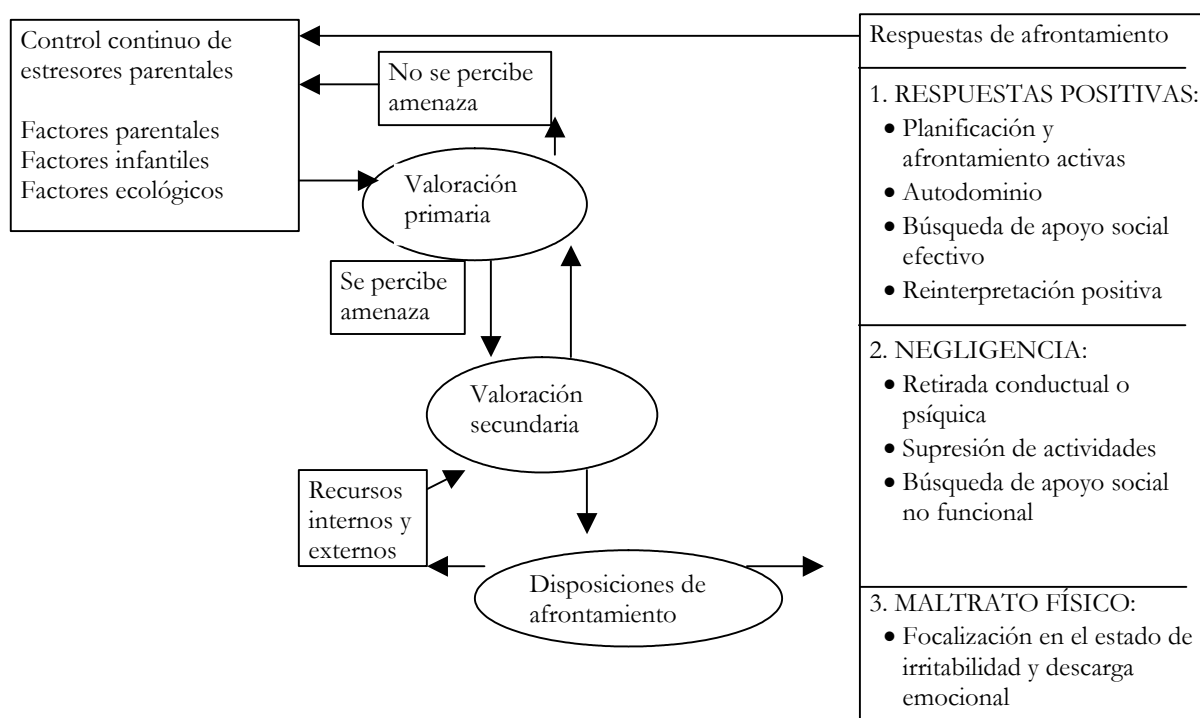 Control continuo de
estresores parentales
Factores parentales
Factores infantiles
Factores ecológicos
No se percibe
amenaza
Valoración
primaria
Se percibe
amenaza
Valoración
secundaria
Recursos
internos y
externos
Disposiciones de
afrontamiento
Respuestas de afrontamiento
1. RESPUESTAS POSITIVAS:
• Planificación y
afrontamiento activas
• Autodominio
• Búsqueda de apoyo social
efectivo
• Reinterpretación positiva
2. NEGLIGENCIA:
• Retirada conductual o
psíquica
• Supresión de actividades
• Búsqueda de apoyo social
no funcional
3. MALTRATO FÍSICO:
• Focalización en el estado de
irritabilidad y descarga
emocional